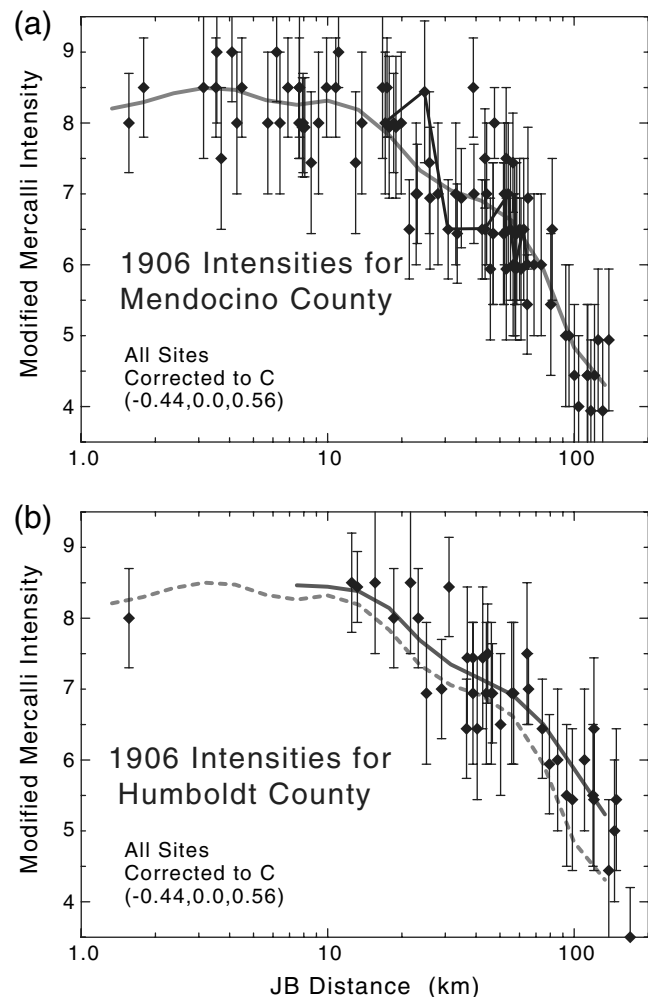 (a)
9
8
7
6
5
4
Modified Mercalli Intensity
1906 Intensities for
Mendocino County
All Sites
Corrected to C
(-0.44,0.0,0.56)
1.0
10
100
(b)
9
8
7
6
5
4
Modified Mercalli Intensity
1906 Intensities for
Humboldt County
All Sites
Corrected to C
(-0.44,0.0,0.56)
1.0
10
100
JB Distance (km)